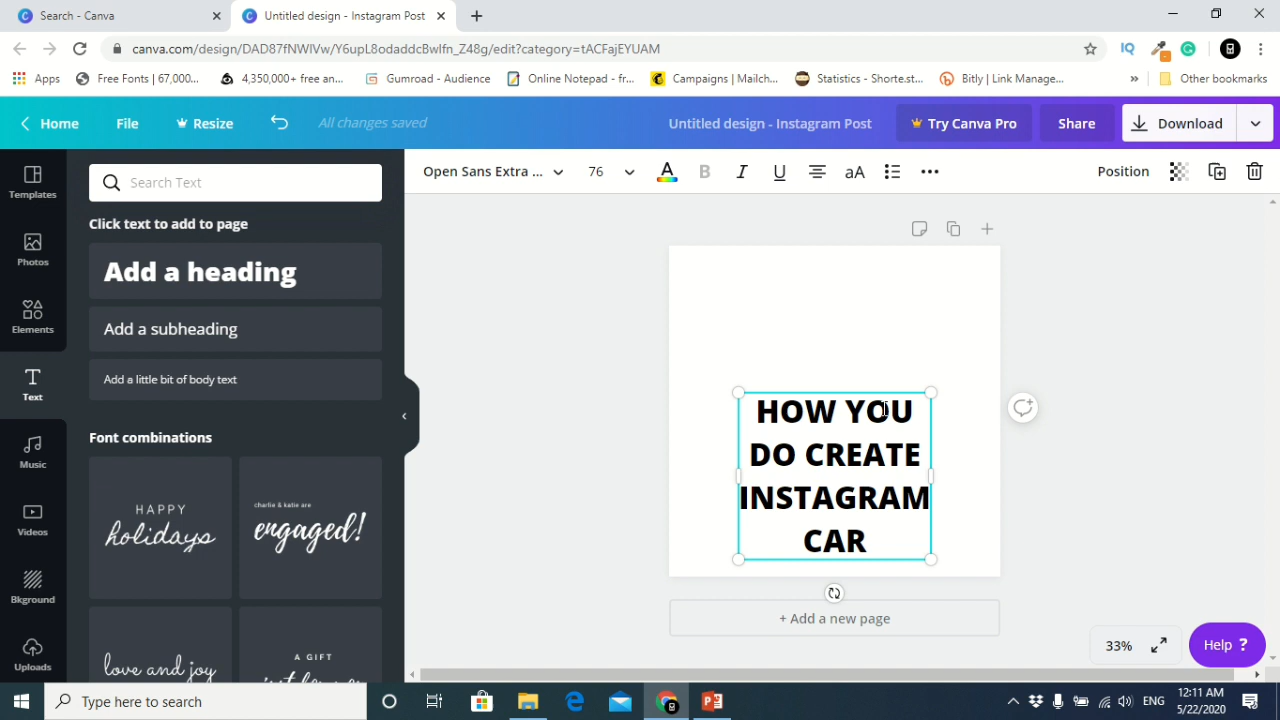 Search - Canva
Untitled design - Instagram Post
canva.com/design/DAD87fNWIVw/Y6upL8odaddcBwIfn_Z48g/edit?category=tACFajEYUAM
Apps
Free Fonts | 67,000...
4,350,000+ free an...
Gumroad - Audience
Online Notepad - fr...
Campaigns | Mailch...
Statistics - Shorte.st...
Bitly | Link Manage...
Other bookmarks
Home
File
Resize
All changes saved
Untitled design - Instagram Post
Try Canva Pro
Share
Download
Templates
Photos
Elements
Text
Music
Videos
Bkground
Uploads
Search Text
Click text to add to page
Add a heading
Add a subheading
Add a little bit of body text
Font combinations
HAPPY
holidays
charlie & katie are
engaged!
love and joy
A GIFT
Open Sans Extra ...
76
Position
HOW YOU
DO CREATE
INSTAGRAM
CAR
+ Add a new page
33%
Help ?
Type here to search
ENG
12:11 AM
5/22/2020